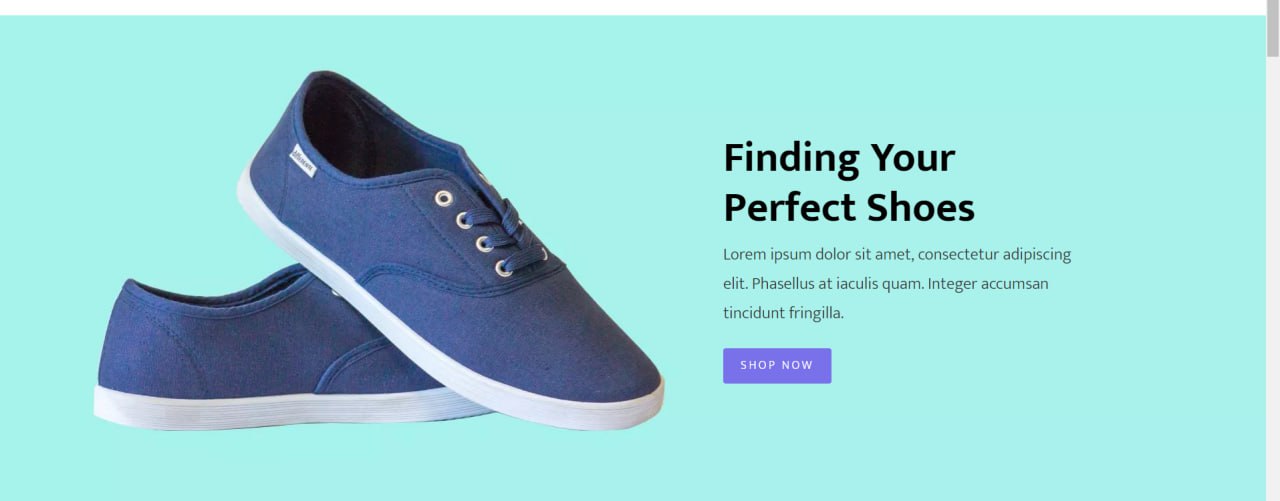 Finding Your
Perfect Shoes
Lorem ipsum dolor sit amet, consectetur adipiscing
elit. Phasellus at iaculis quam. Integer accumsan
tincidunt fringilla.
SHOP NOW